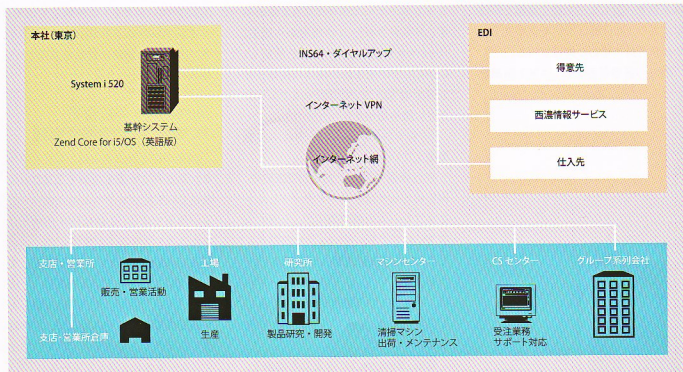 本社（東京）
System i 520
基幹システム
Zend Core for i5/OS（英語版）
INS64・ダイヤルアップ
インターネット VPN
インターネット網
EDI
得意先
西濃情報サービス
仕入先
支店・営業所
販売・営業活動
支店・営業所倉庫
工場
生産
研究所
製品研究・開発
マシンセンター
清掃マシン
出荷・メンテナンス
CS センター
受注業務
サポート対応
グループ系列会社